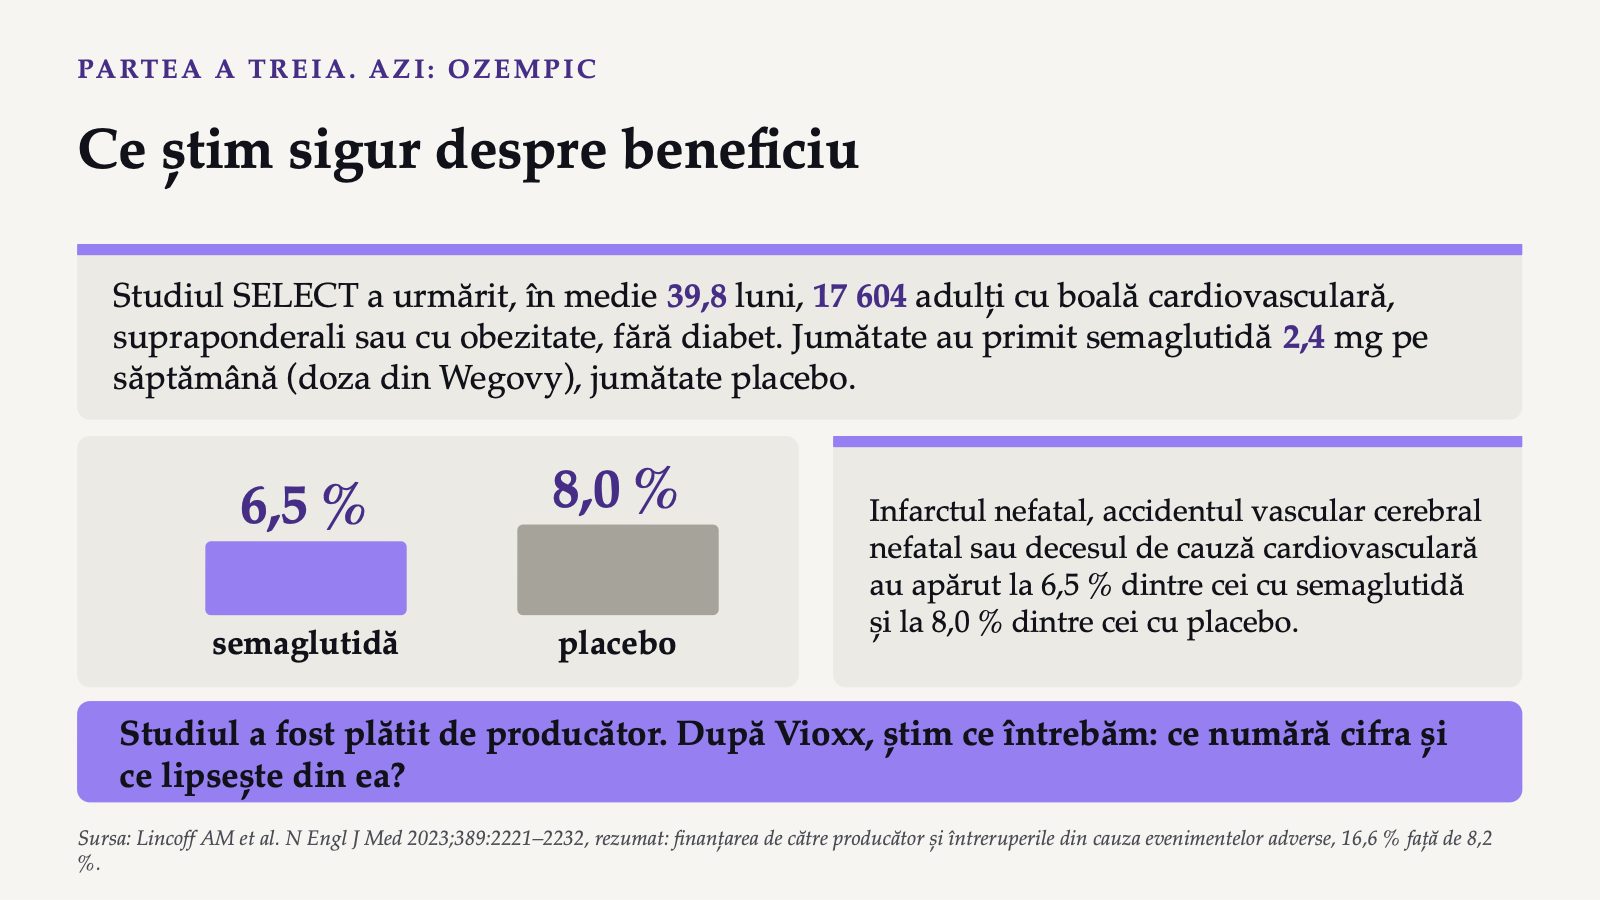 PARTEA A TREIA. AZI: OZEMPIC
Ce știm sigur despre beneficiu
Studiul SELECT a urmărit, în medie 39,8 luni, 17 604 adulți cu boală cardiovasculară,
supraponderali sau cu obezitate, fără diabet. Jumătate au primit semaglutidă 2,4 mg pe
săptămână (doza din Wegovy), jumătate placebo.
6,5 %
8,0 %
semaglutidă
placebo
Infarctul nefatal, accidentul vascular cerebral
nefatal sau decesul de cauză cardiovasculară
au apărut la 6,5 % dintre cei cu semaglutidă
și la 8,0 % dintre cei cu placebo.
Studiul a fost plătit de producător. După Vioxx, știm ce întrebăm: ce numără cifra și
ce lipsește din ea?
Sursa: Lincoff AM et al. N Engl J Med 2023;389:2221–2232, rezumat: finanțarea de către producător și întreruperile din cauza evenimentelor adverse, 16,6 % față de 8,2
%.